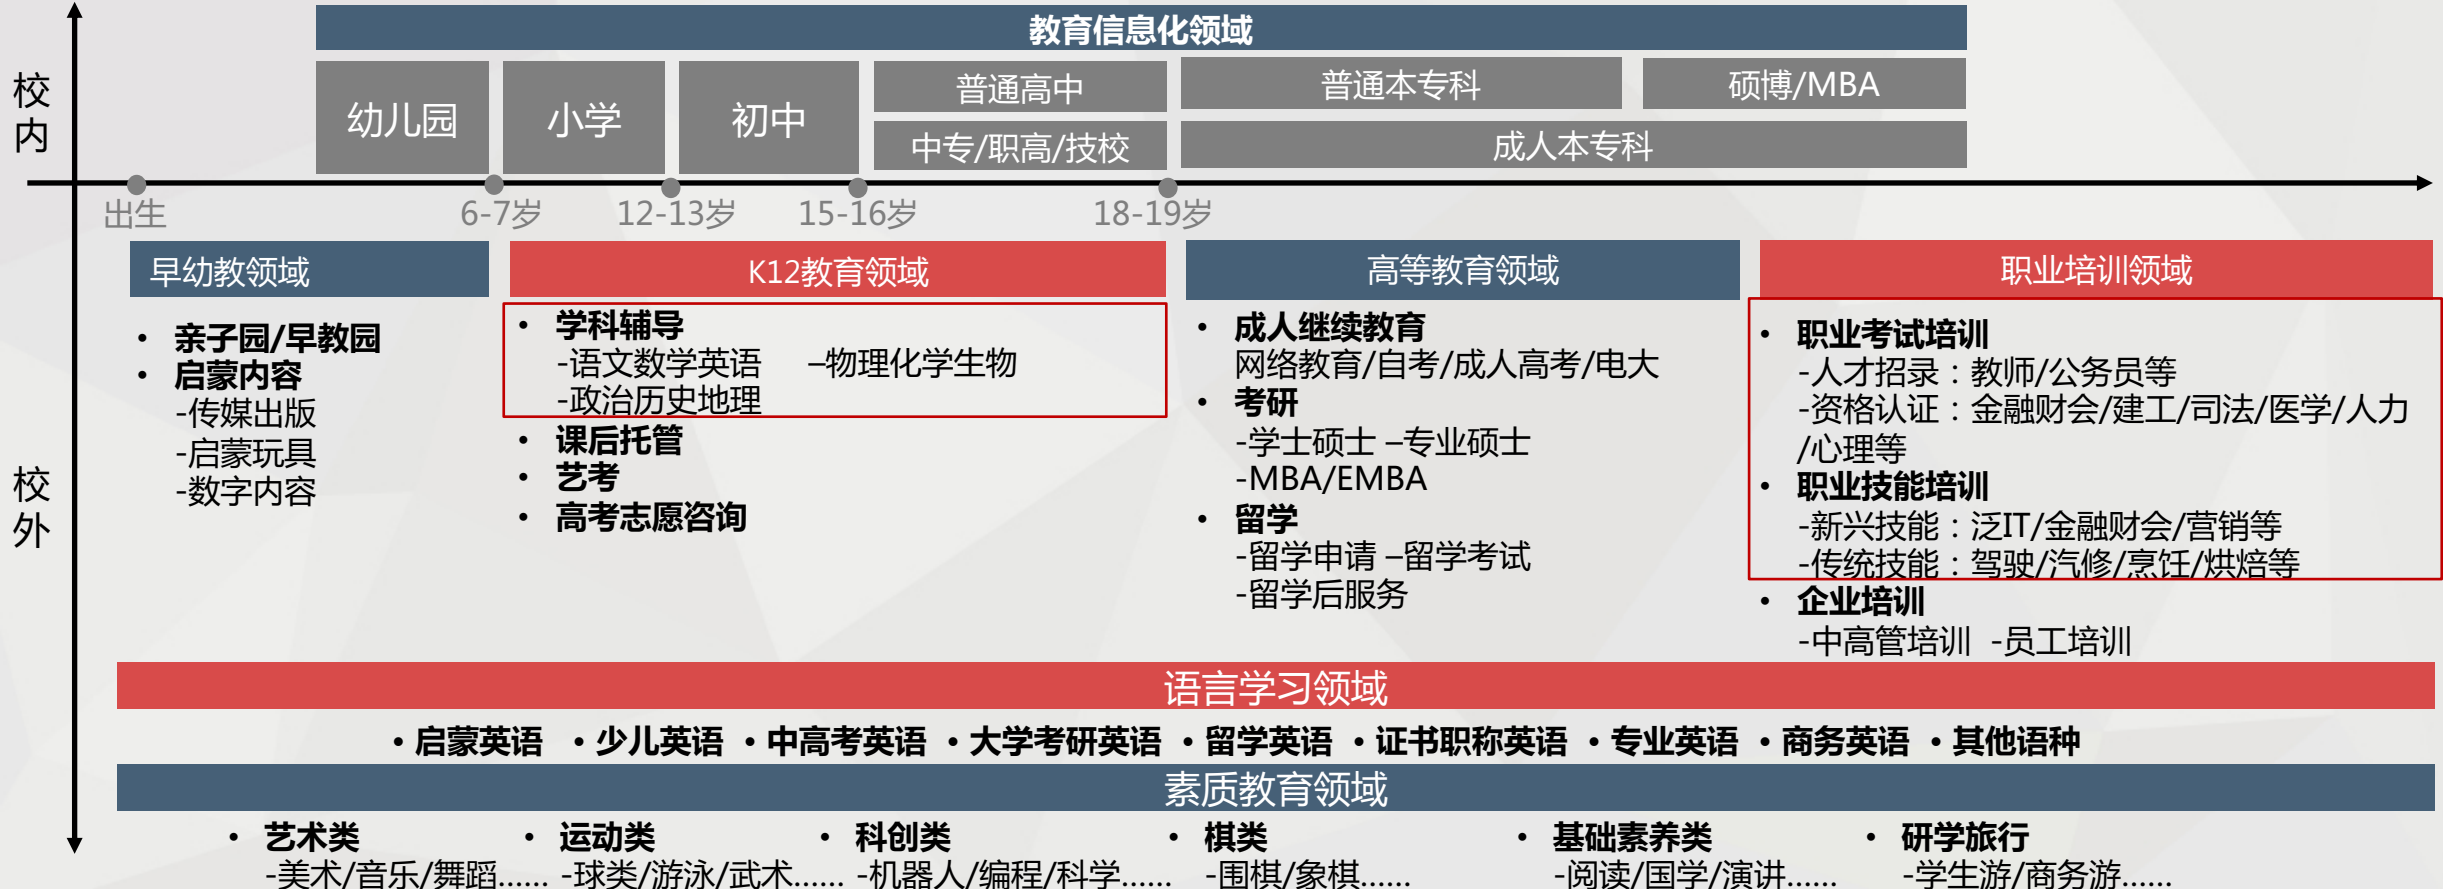 教育信息化领域
校内
幼儿园
小学
初中
普通高中
中专/职高/技校
普通本专科
硕博/MBA
成人本专科
出生
6-7岁
12-13岁
15-16岁
18-19岁
校外
早幼教领域
• 亲子园/早教园
• 启蒙内容
-传媒出版
-启蒙玩具
-数字内容
K12教育领域
• 学科辅导
-语文数学英语 –物理化学生物
-政治历史地理
• 课后托管
• 艺考
• 高考志愿咨询
高等教育领域
• 成人继续教育
网络教育/自考/成人高考/电大
• 考研
-学士硕士 –专业硕士
-MBA/EMBA
• 留学
-留学申请 –留学考试
-留学后服务
职业培训领域
• 职业考试培训
-人才招录：教师/公务员等
-资格认证：金融财会/建工/司法/医学/人力
/心理等
• 职业技能培训
-新兴技能：泛IT/金融财会/营销等
-传统技能：驾驶/汽修/烹饪/烘焙等
• 企业培训
-中高管培训 -员工培训
语言学习领域
• 启蒙英语 • 少儿英语 • 中高考英语 • 大学考研英语 • 留学英语 • 证书职称英语 • 专业英语 • 商务英语 • 其他语种
素质教育领域
• 艺术类
-美术/音乐/舞蹈……
• 运动类
-球类/游泳/武术……
• 科创类
-机器人/编程/科学……
• 棋类
-围棋/象棋……
• 基础素养类
-阅读/国学/演讲……
• 研学旅行
-学生游/商务游……